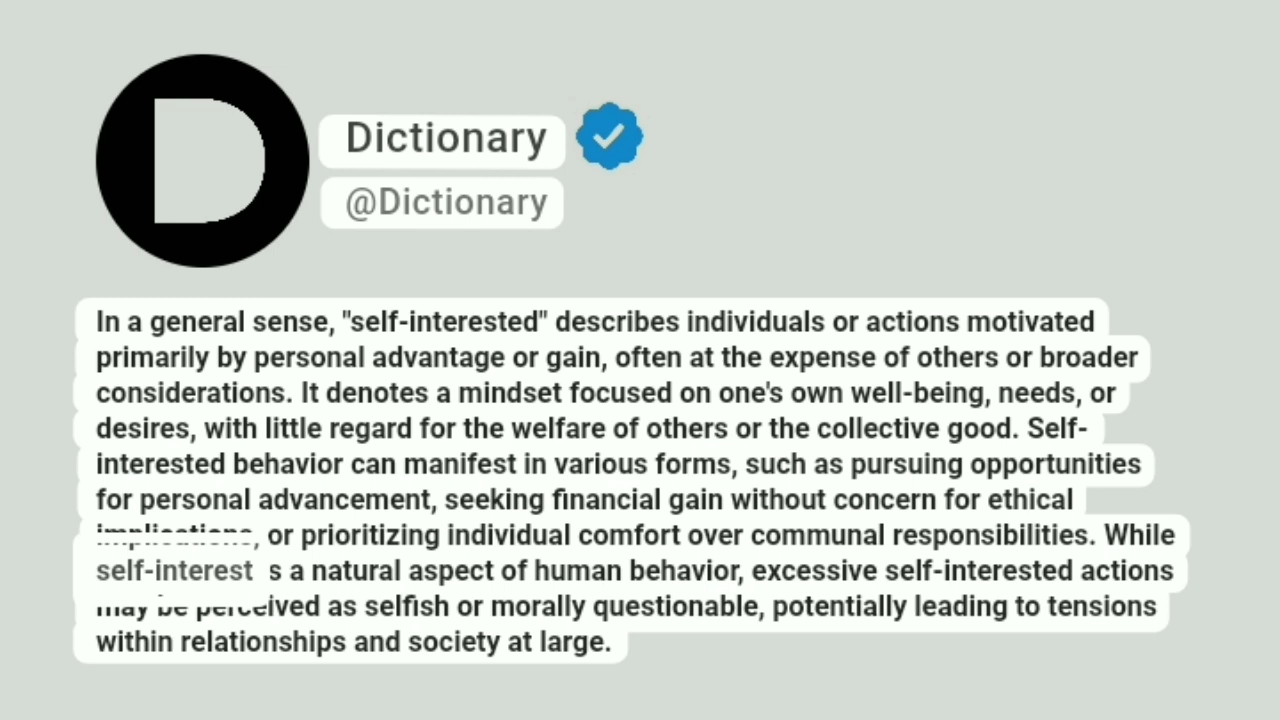 D
Dictionary
@Dictionary
In a general sense, "self-interested" describes individuals or actions motivated
primarily by personal advantage or gain, often at the expense of others or broader
considerations. It denotes a mindset focused on one's own well-being, needs, or
desires, with little regard for the welfare of others or the collective good. Self-
interested behavior can manifest in various forms, such as pursuing opportunities
for personal advancement, seeking financial gain without concern for ethical
implications, or prioritizing individual comfort over communal responsibilities. While
self-interest s a natural aspect of human behavior, excessive self-interested actions
may be perceived as selfish or morally questionable, potentially leading to tensions
within relationships and society at large.